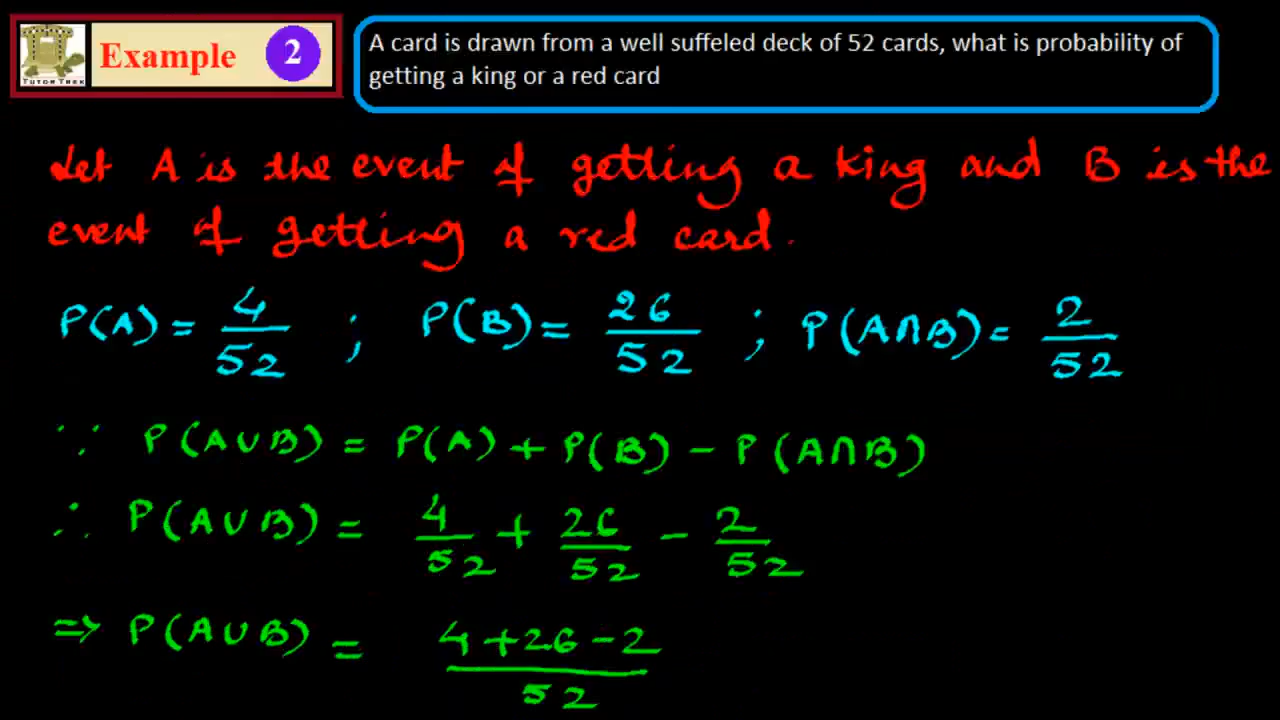 TUTOR TREK
Example 2
A card is drawn from a well suffeled deck of 52 cards, what is probability of
getting a king or a red card
Let A is the event of getting a king and B is the
event of getting a red card.
P(A) = 4/52 ; P(B) = 26/52 ; P(A∩B) = 2/52
∵ P(A∪B) = P(A) + P(B) - P(A∩B)
∴ P(A∪B) = 4/52 + 26/52 - 2/52
⇒ P(A∪B) = 4+26-2/52